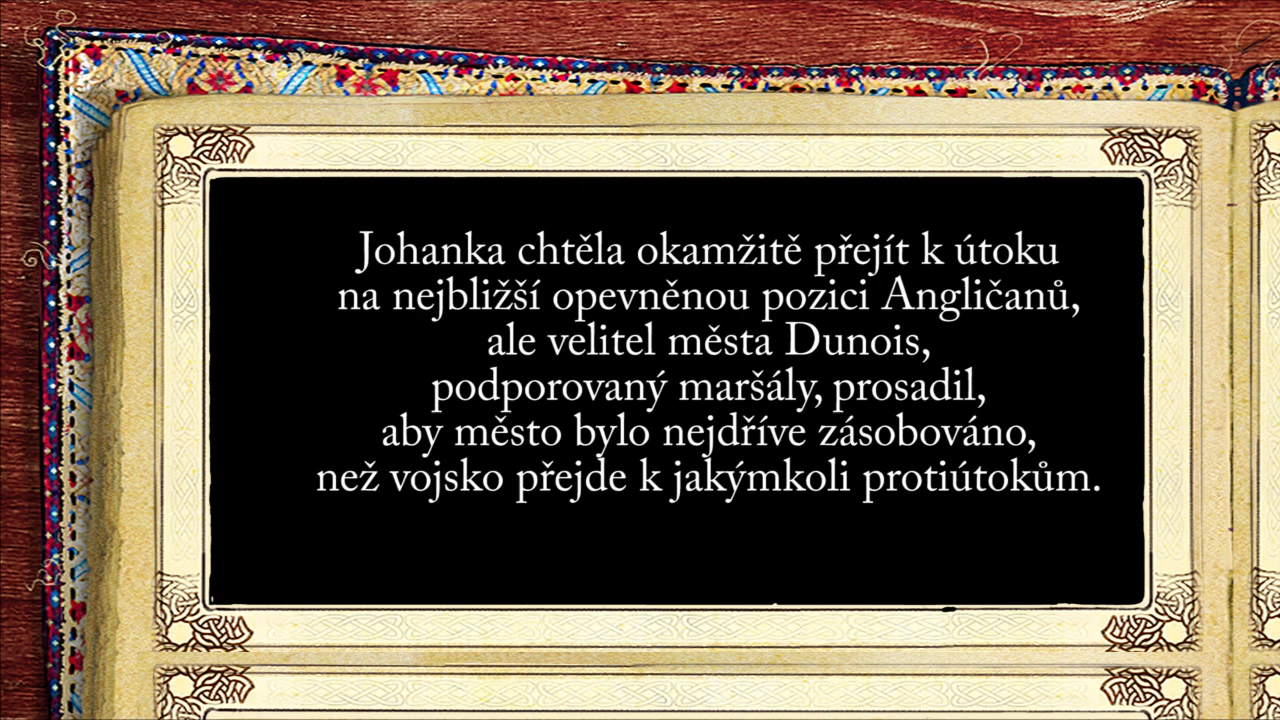 Johanka chtěla okamžitě přejít k útoku
na nejbližší opevněnou pozici Angličanů,
ale velitel města Dunois,
podporovaný maršály, prosadil,
aby město bylo nejdříve zásobováno,
než vojsko přejde k jakýmkoli protiútokům.